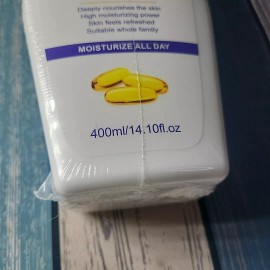 Deeply nourishes the skin
High moisturizing power
Skin feels refreshed
Suitable whole family
MOISTURIZE ALL DAY
400ml/14.10fl.oz